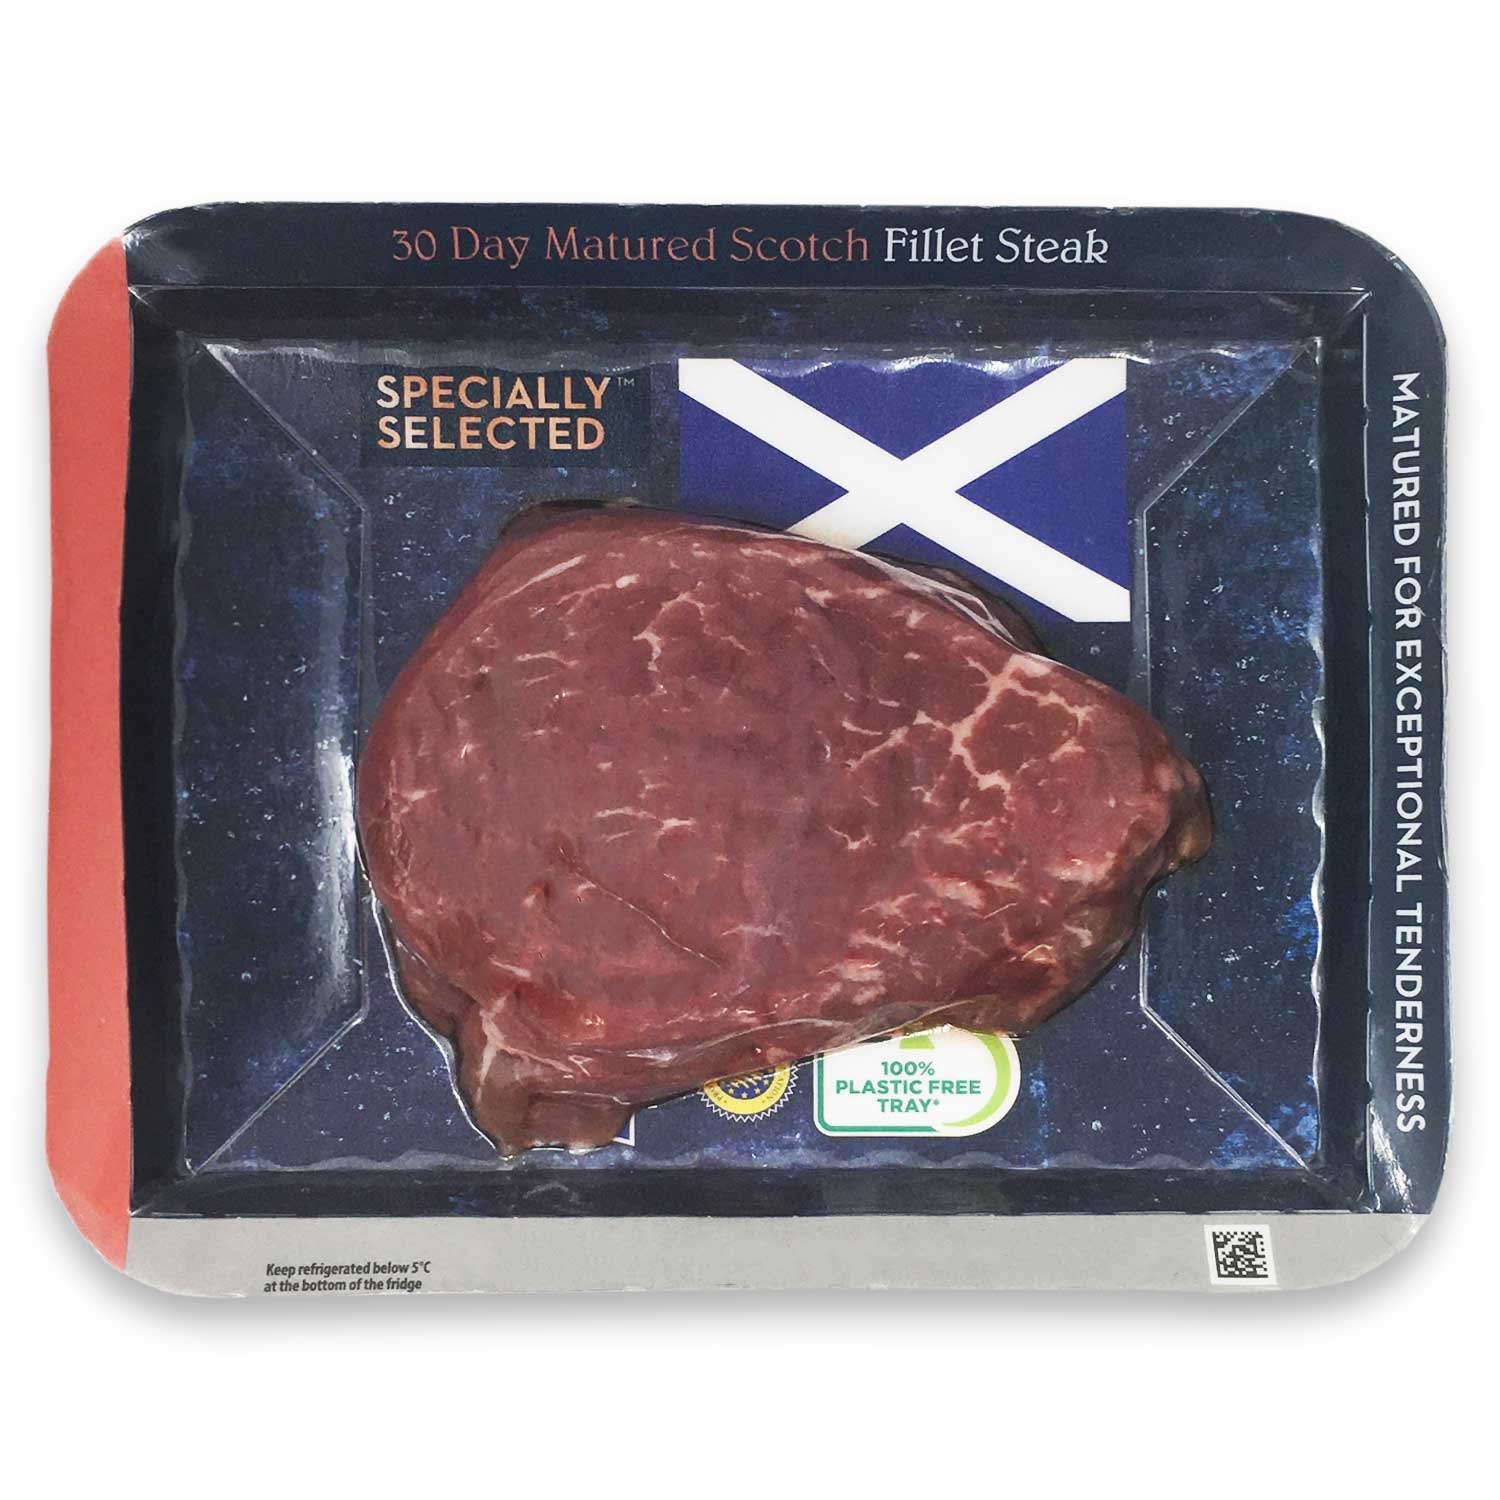 30 Day Matured Scotch Fillet Steak
SPECIALLY™
SELECTED
MATURED FOR EXCEPTIONAL TENDERNESS
100%
PLASTIC FREE
TRAY*
Keep refrigerated below 5°C
at the bottom of the fridge